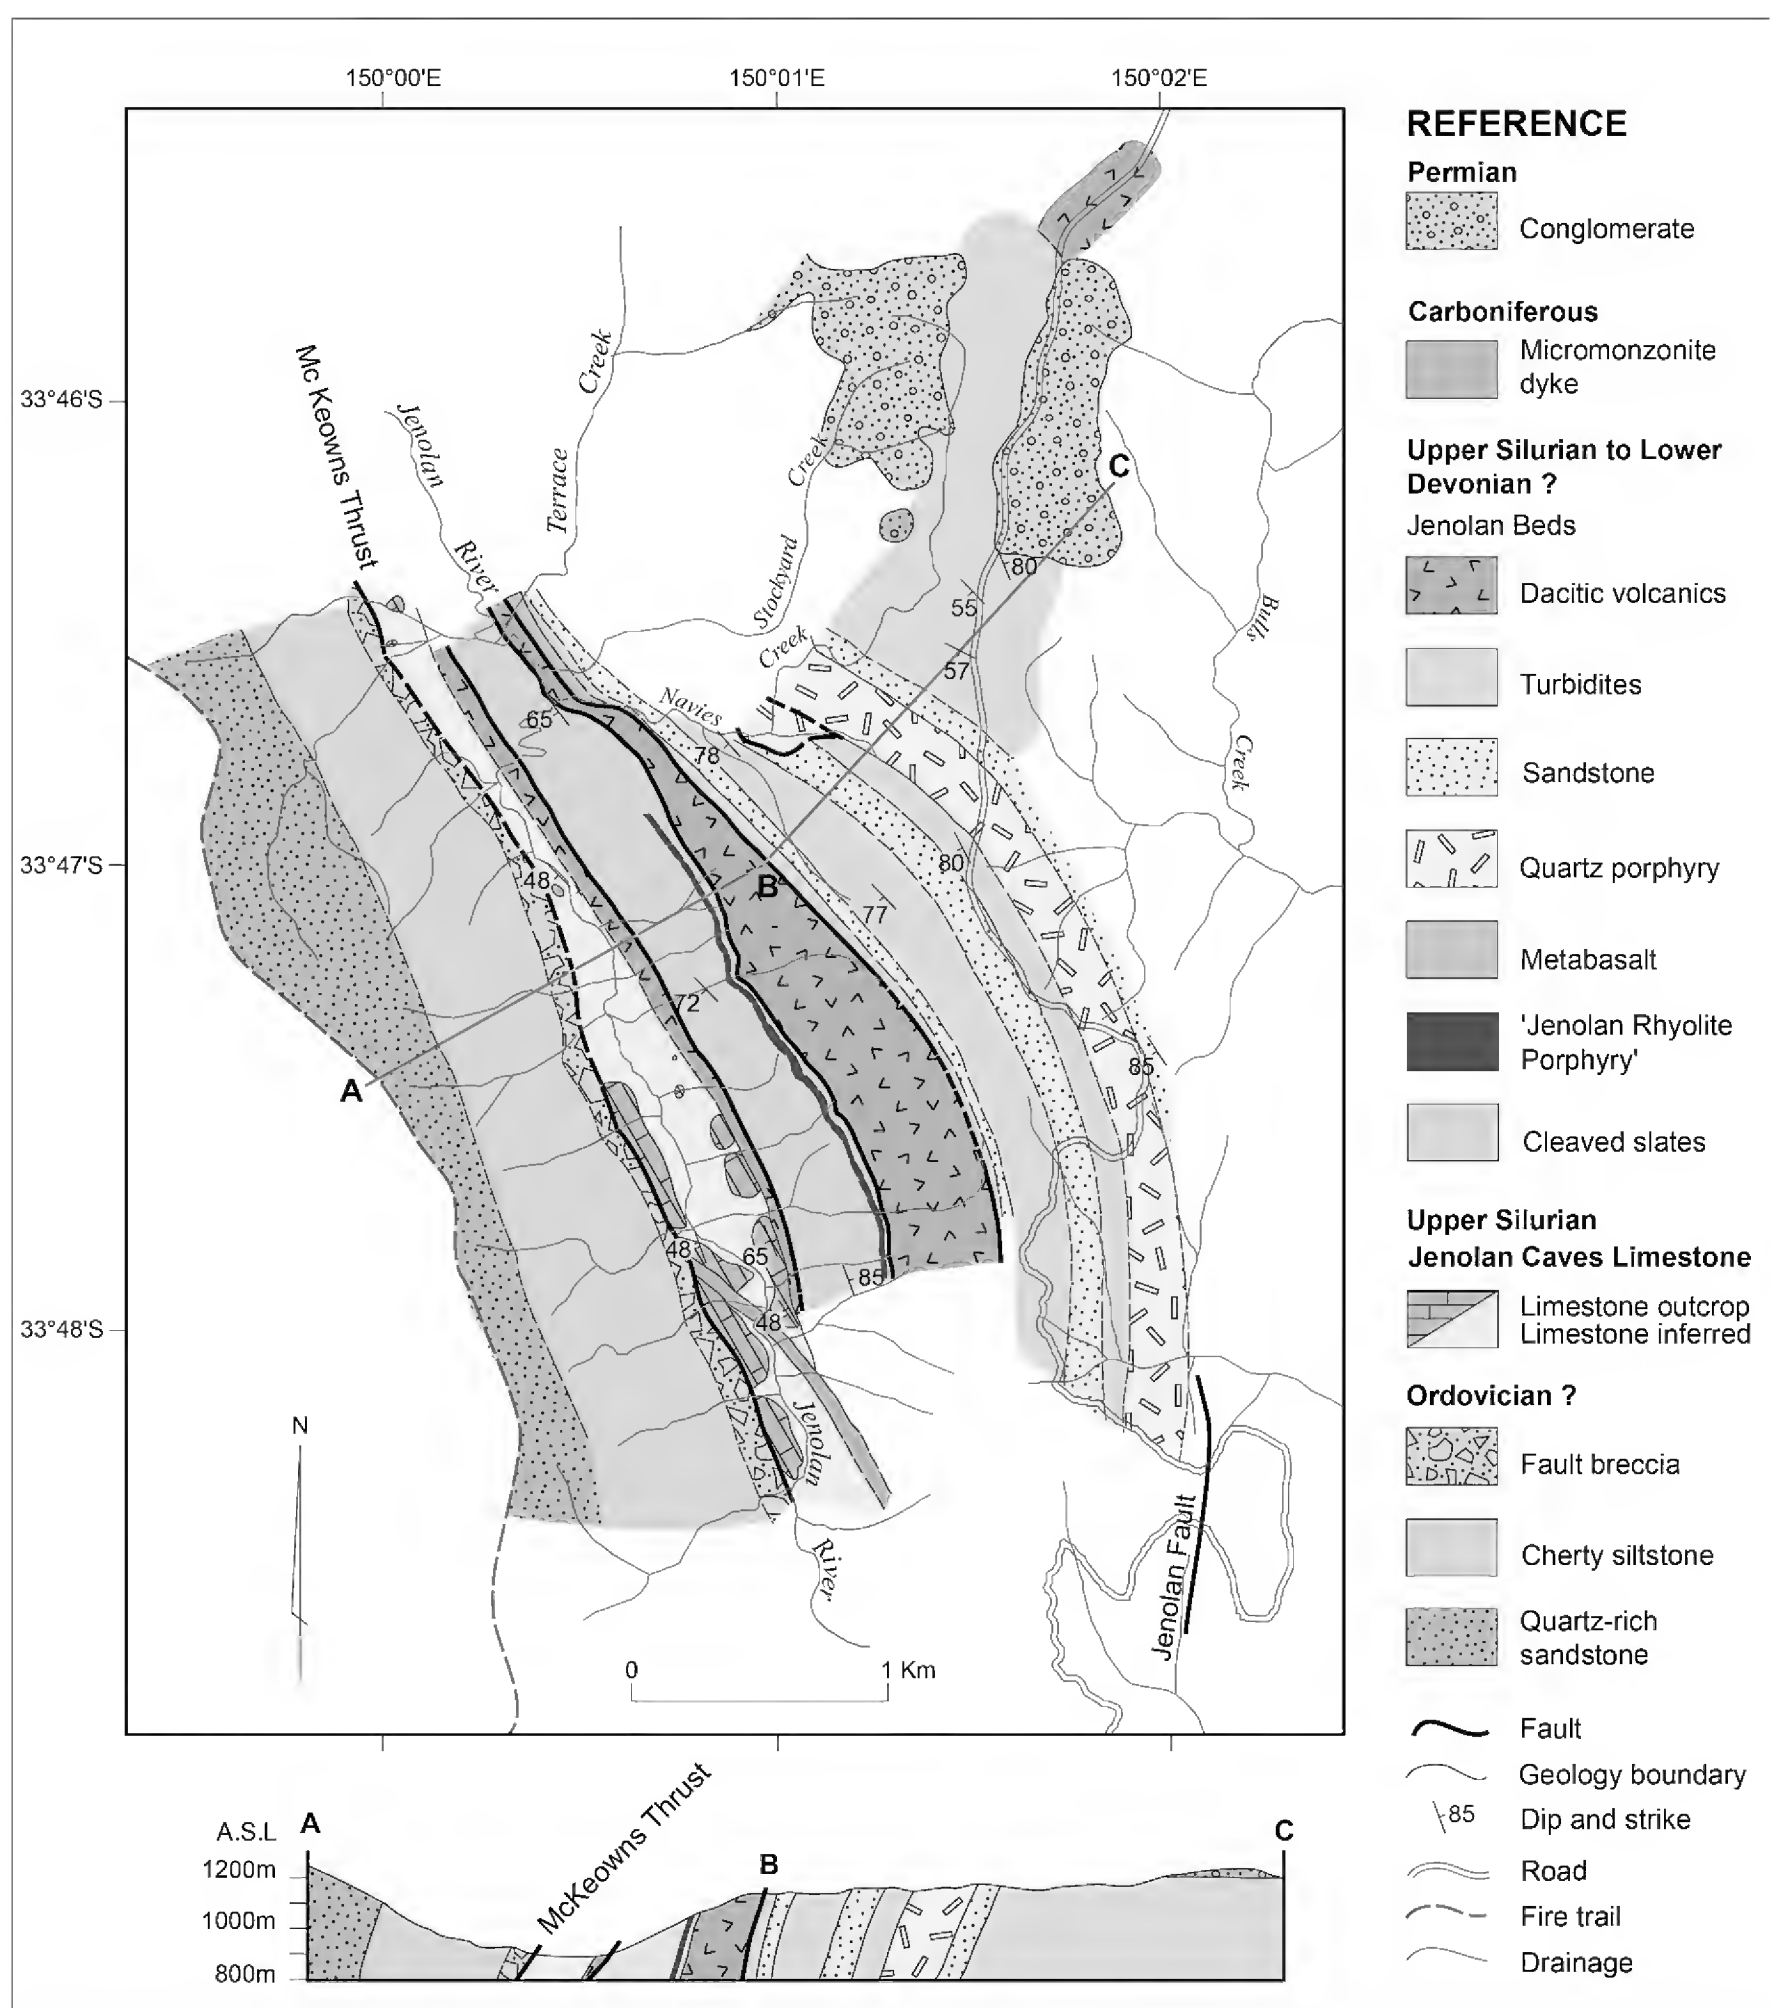 150°00'E
150°01'E
150°02'E
33°46'S
33°47'S
33°48'S
Mc Keowns Thrust
Jenolan
River
Terrace
Creek
Stockyard
Creek
Navies
Creek
Bulls
Creek
C
80
55
57
65
78
80
48
B
77
72
A
85
48
65
85
48
Jenolan
River
Jenolan Fault
N
0
1 Km
REFERENCE
Permian
Conglomerate
Carboniferous
Micromonzonite
dyke
Upper Silurian to Lower
Devonian ?
Jenolan Beds
Dacitic volcanics
Turbidites
Sandstone
Quartz porphyry
Metabasalt
'Jenolan Rhyolite
Porphyry'
Cleaved slates
Upper Silurian
Jenolan Caves Limestone
Limestone outcrop
Limestone inferred
Ordovician ?
Fault breccia
Cherty siltstone
Quartz-rich
sandstone
Fault
Geology boundary
85
Dip and strike
Road
Fire trail
Drainage
A.S.L
A
McKeowns Thrust
B
C
1200m
1000m
800m